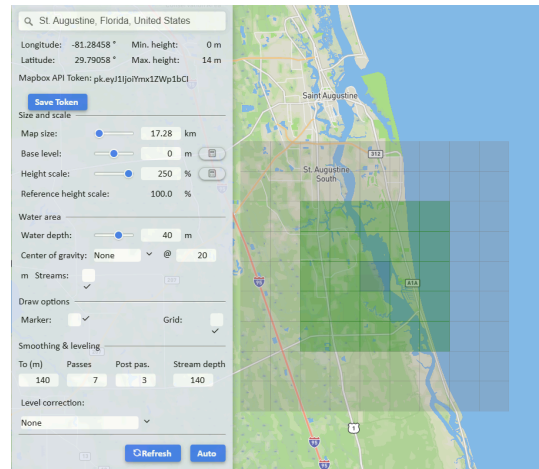 St. Augustine, Florida, United States
Longitude: -81.28458 ° Min. height: 0 m
Latitude: 29.79058 ° Max. height: 14 m
Mapbox API Token: pk.eyJ1IjoiYmx1ZWp1bCI
Save Token
Size and scale
Map size: 17.28 km
Base level: 0 m
Height scale: 250 %
Reference height scale: 100.0 %
Water area
Water depth: 40 m
Center of gravity: None @ 20
m Streams:
Draw options
Marker: Grid:
Smoothing & leveling
To (m) Passes Post pas. Stream depth
140 7 3 140
Level correction:
None
Refresh Auto
Saint Augustine
312
St. Augustine
South
95
A1A
1
95
95